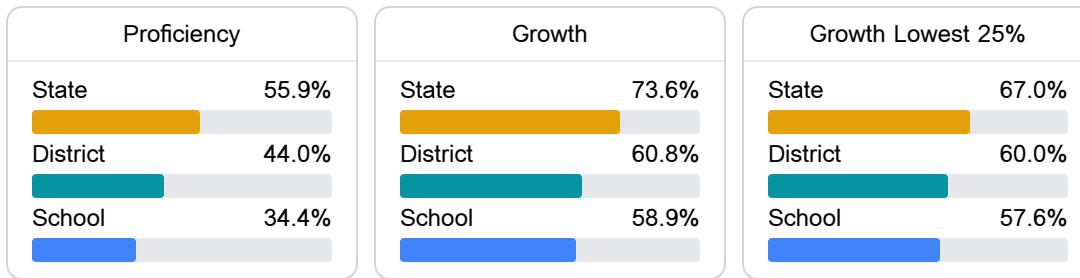 Proficiency
State 55.9%
District 44.0%
School 34.4%
Growth
State 73.6%
District 60.8%
School 58.9%
Growth Lowest 25%
State 67.0%
District 60.0%
School 57.6%